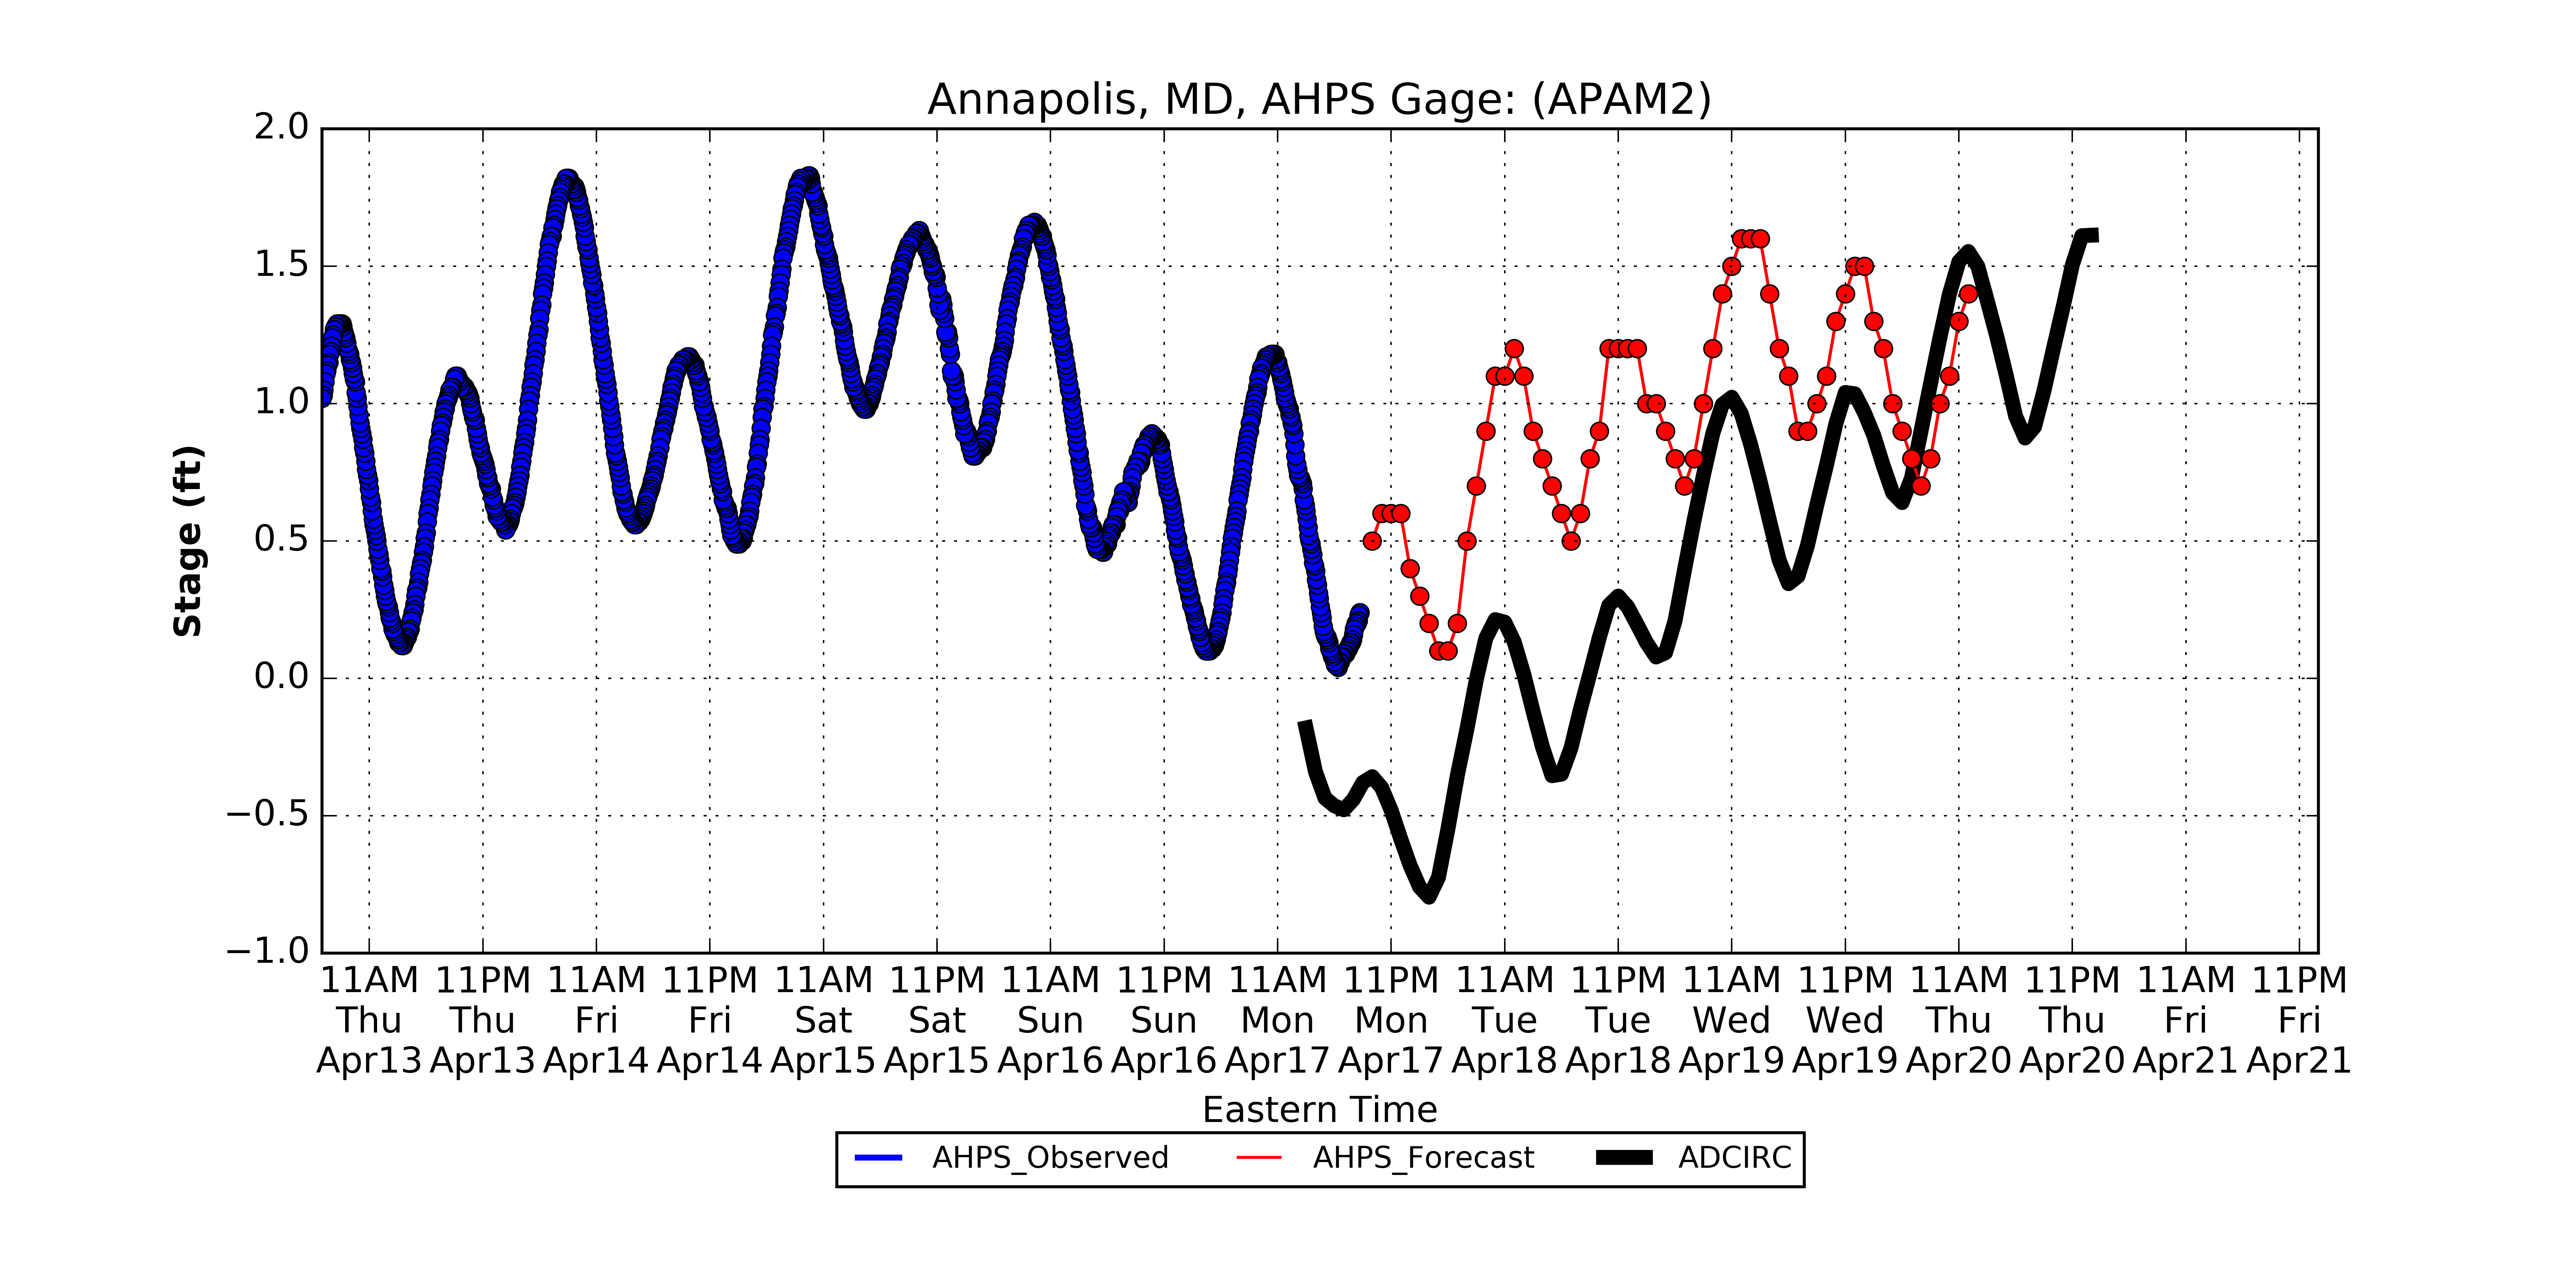 Annapolis, MD, AHPS Gage: (APAM2)
2.0
1.5
1.0
0.5
0.0
−0.5
−1.0
Stage (ft)
11AM 11PM 11AM 11PM 11AM 11PM 11AM 11PM 11AM 11PM 11AM 11PM 11AM 11PM 11AM 11PM 11AM 11PM
Thu Thu Fri Fri Sat Sat Sun Sun Mon Mon Tue Tue Wed Wed Thu Thu Fri Fri
Apr13 Apr13 Apr14 Apr14 Apr15 Apr15 Apr16 Apr16 Apr17 Apr17 Apr18 Apr18 Apr19 Apr19 Apr20 Apr20 Apr21 Apr21
Eastern Time
AHPS_Observed AHPS_Forecast ADCIRC